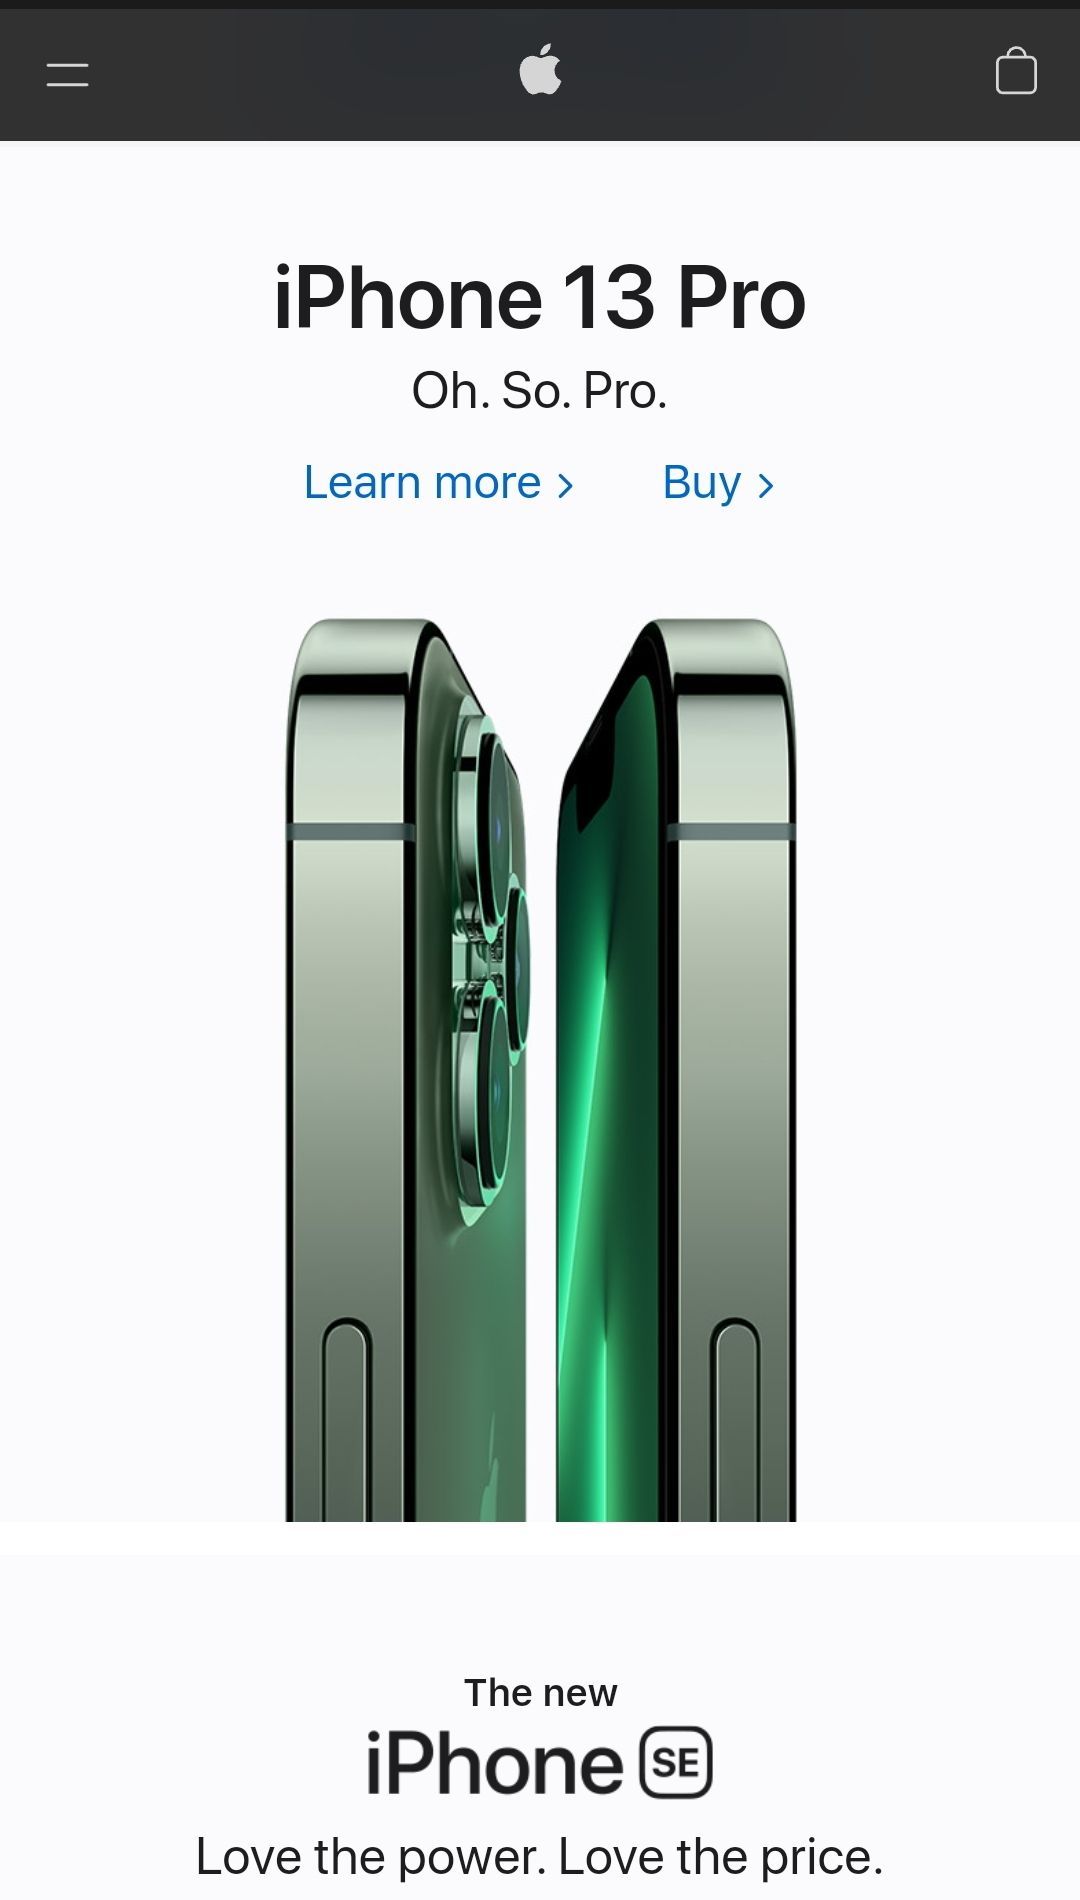 iPhone 13 Pro
Oh. So. Pro.
Learn more > Buy >
The new
iPhone SE
Love the power. Love the price.